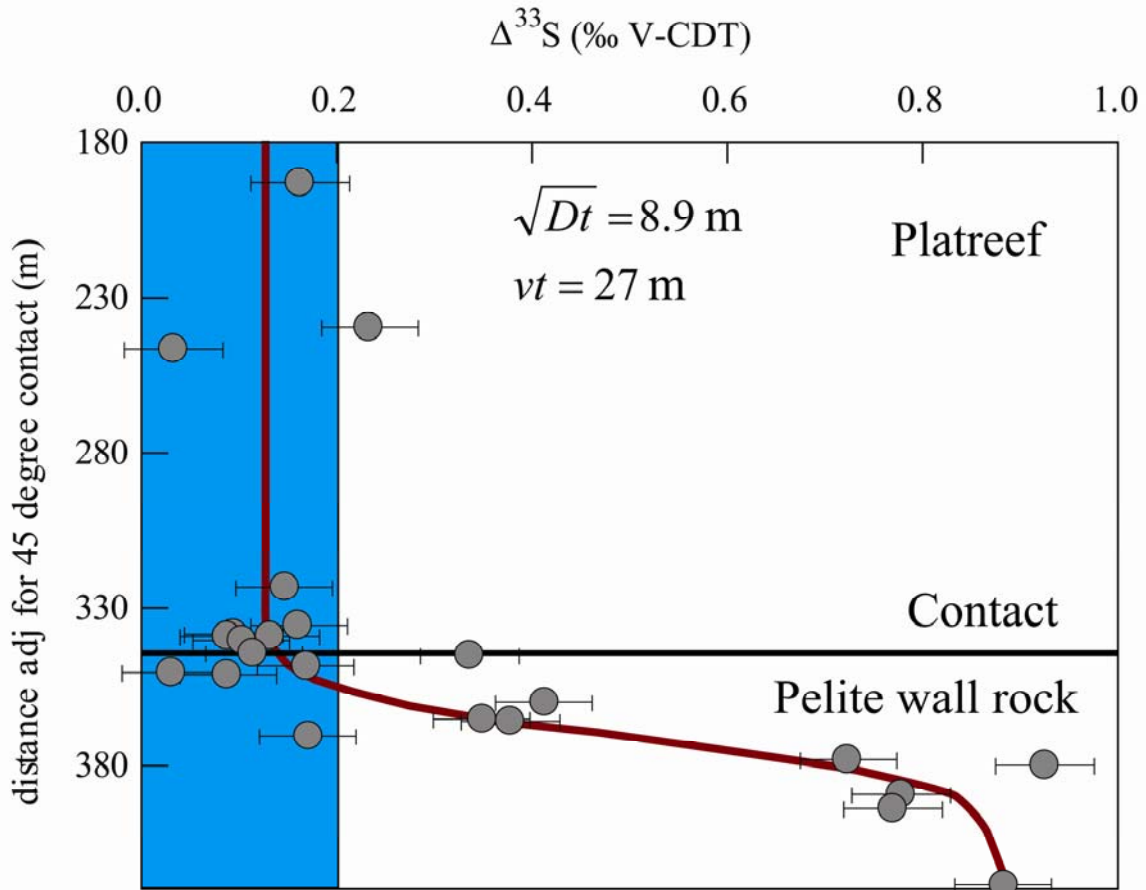 Δ³³S (‰ V-CDT)
0.0 0.2 0.4 0.6 0.8 1.0
180
√Dt = 8.9 m
Platreef
230
vt = 27 m
280
330
Contact
Pelite wall rock
380
distance adj for 45 degree contact (m)